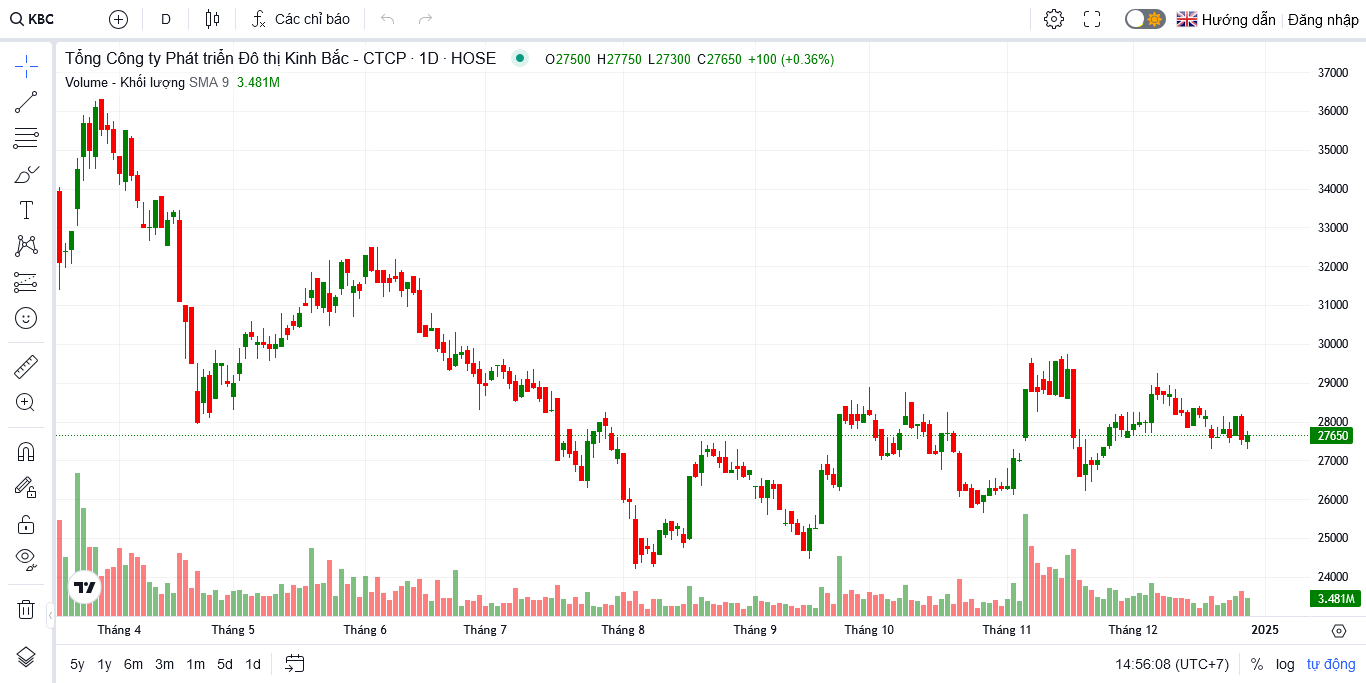 KBC D Các chỉ báo Hướng dẫn Đăng nhập
Tổng Công ty Phát triển Đô thị Kinh Bắc - CTCP · 1D · HOSE O27500 H27750 L27300 C27650 +100 (+0.36%)
Volume - Khối lượng SMA 9 3.481M
37000
36000
35000
34000
33000
32000
31000
30000
29000
28000
27650
27000
26000
25000
24000
3.481M
Tháng 4 Tháng 5 Tháng 6 Tháng 7 Tháng 8 Tháng 9 Tháng 10 Tháng 11 Tháng 12 2025
5y 1y 6m 3m 1m 5d 1d 14:56:08 (UTC+7) % log tự động